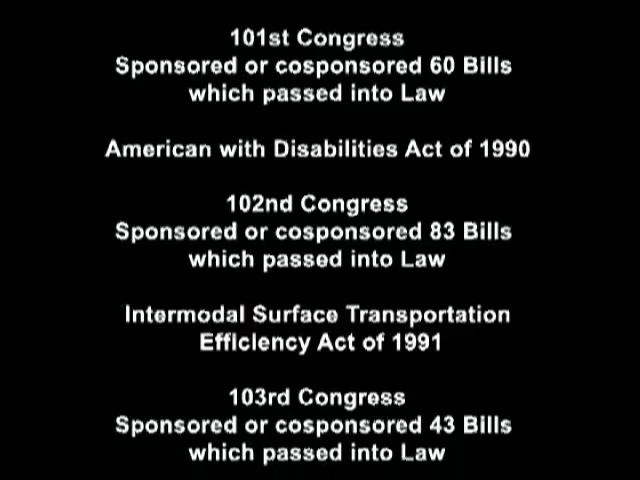 101st Congress
Sponsored or cosponsored 60 Bills
which passed into Law
American with Disabilities Act of 1990
102nd Congress
Sponsored or cosponsored 83 Bills
which passed into Law
Intermodal Surface Transportation
Efficiency Act of 1991
103rd Congress
Sponsored or cosponsored 43 Bills
which passed into Law